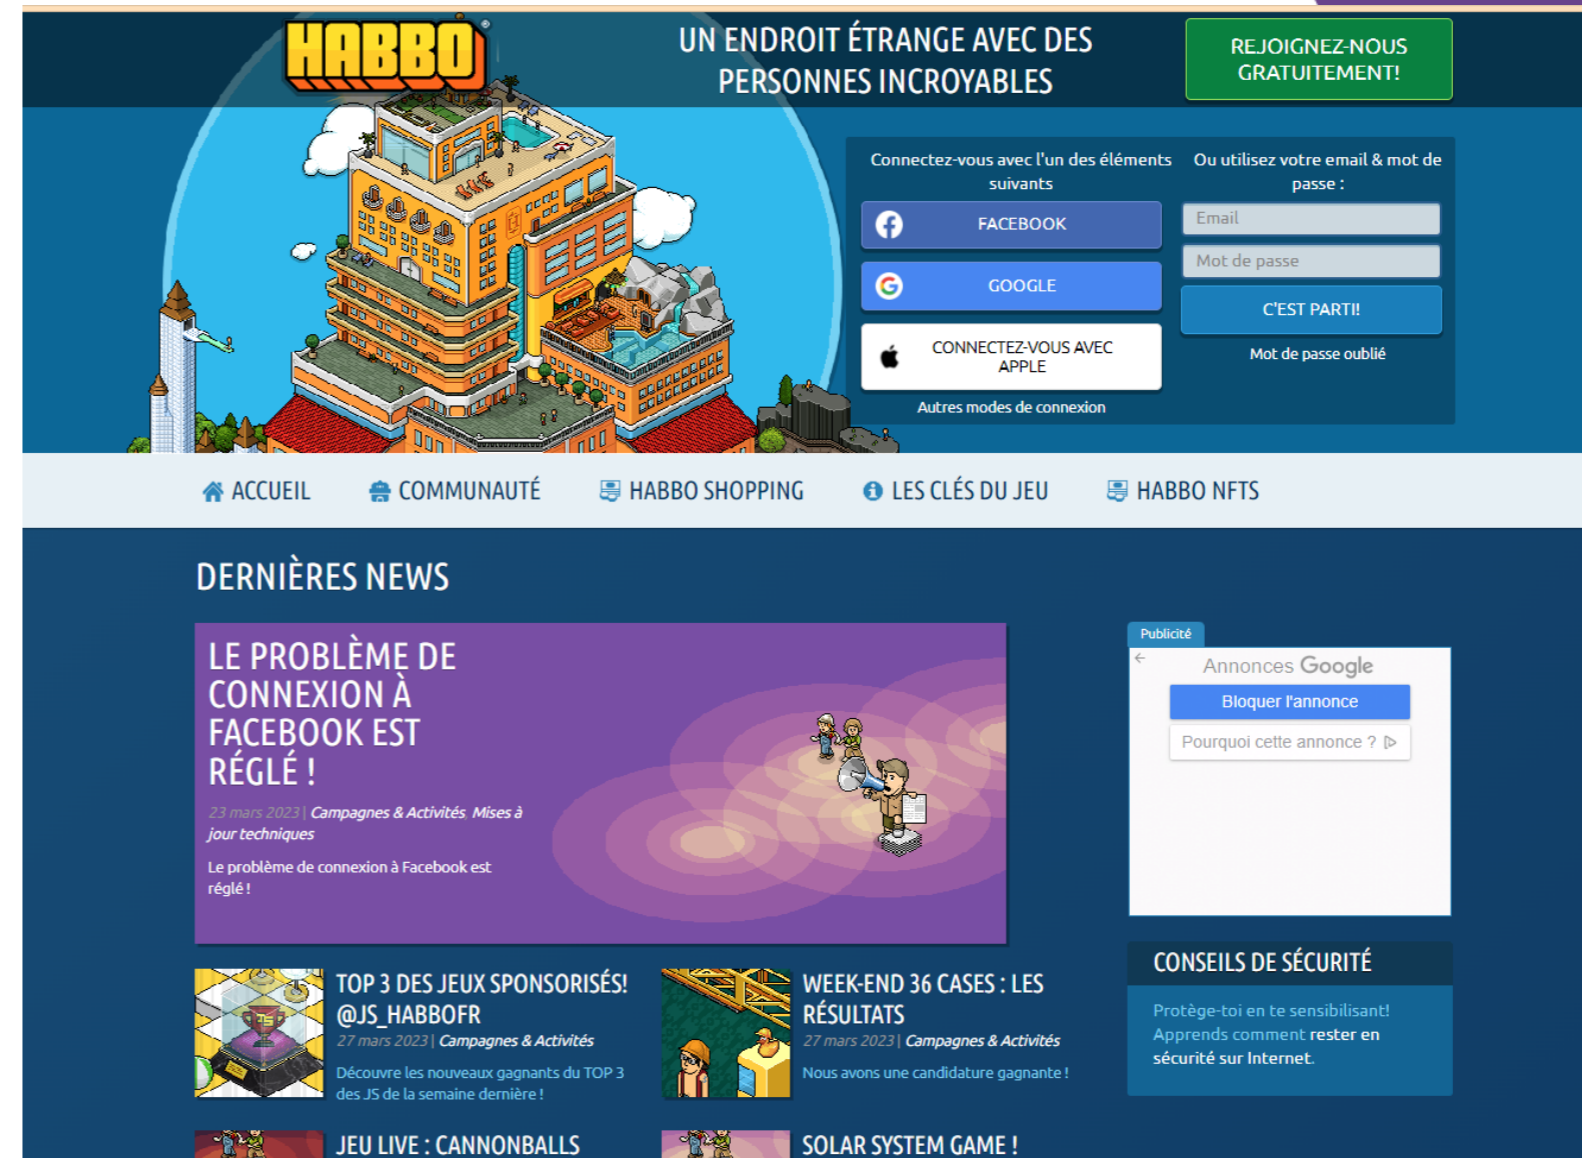 HABBO
UN ENDROIT ÉTRANGE AVEC DES
PERSONNES INCROYABLES
REJOIGNEZ-NOUS
GRATUITEMENT!
Connectez-vous avec l'un des éléments
suivants
FACEBOOK
GOOGLE
CONNECTEZ-VOUS AVEC
APPLE
Autres modes de connexion
Ou utilisez votre email & mot de
passe :
Email
Mot de passe
C'EST PARTI!
Mot de passe oublié
ACCUEIL
COMMUNAUTÉ
HABBO SHOPPING
LES CLÉS DU JEU
HABBO NFTS
DERNIÈRES NEWS
LE PROBLÈME DE
CONNEXION À
FACEBOOK EST
RÉGLÉ !
23 mars 2023 | Campagnes & Activités, Mises à
jour techniques
Le problème de connexion à Facebook est
réglé !
Publicité
Annonces Google
Bloquer l'annonce
Pourquoi cette annonce ?
CONSEILS DE SÉCURITÉ
Protège-toi en te sensibilisant!
Apprends comment rester en
sécurité sur Internet.
TOP 3 DES JEUX SPONSORISÉS!
@JS_HABBOFR
27 mars 2023 | Campagnes & Activités
Découvre les nouveaux gagnants du TOP 3
des JS de la semaine dernière !
WEEK-END 36 CASES : LES
RÉSULTATS
27 mars 2023 | Campagnes & Activités
Nous avons une candidature gagnante !
JEU LIVE : CANNONBALLS
SOLAR SYSTEM GAME !
JS